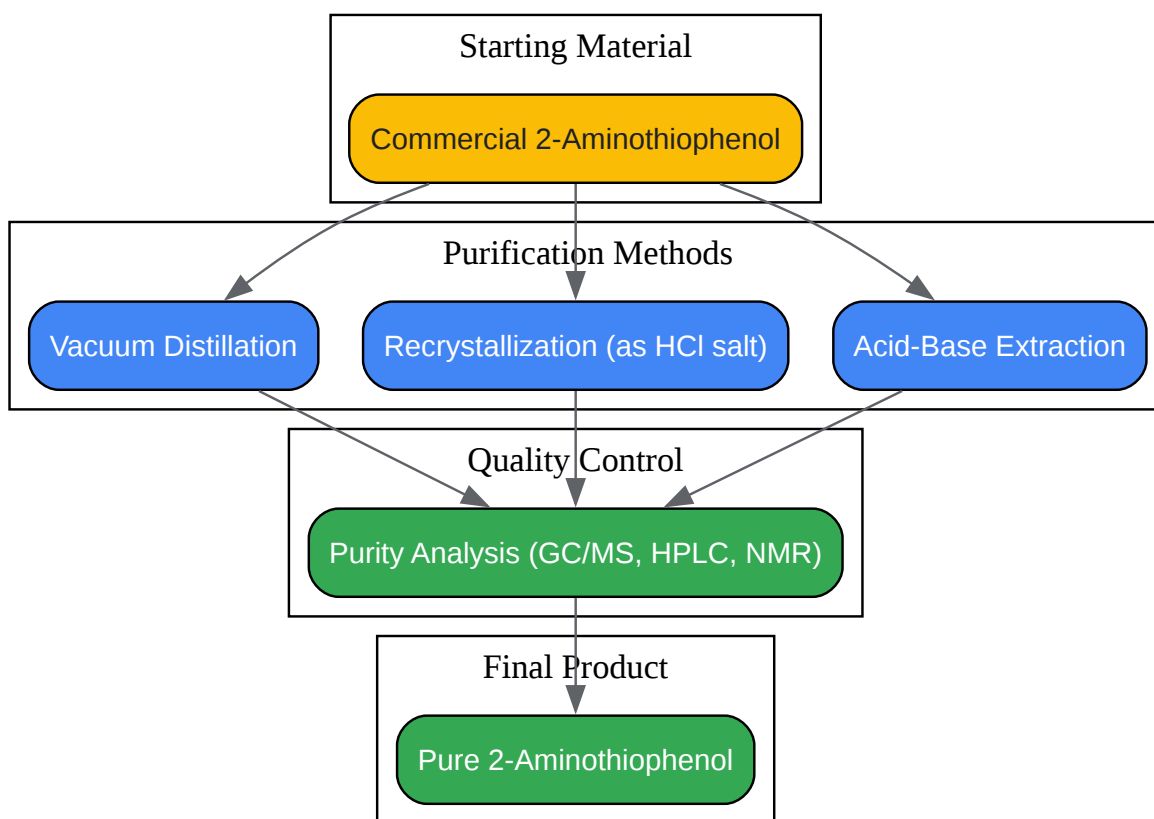 Starting Material
Commercial 2-Aminothiophenol
Purification Methods
Vacuum Distillation
Recrystallization (as HCl salt)
Acid-Base Extraction
Quality Control
Purity Analysis (GC/MS, HPLC, NMR)
Final Product
Pure 2-Aminothiophenol